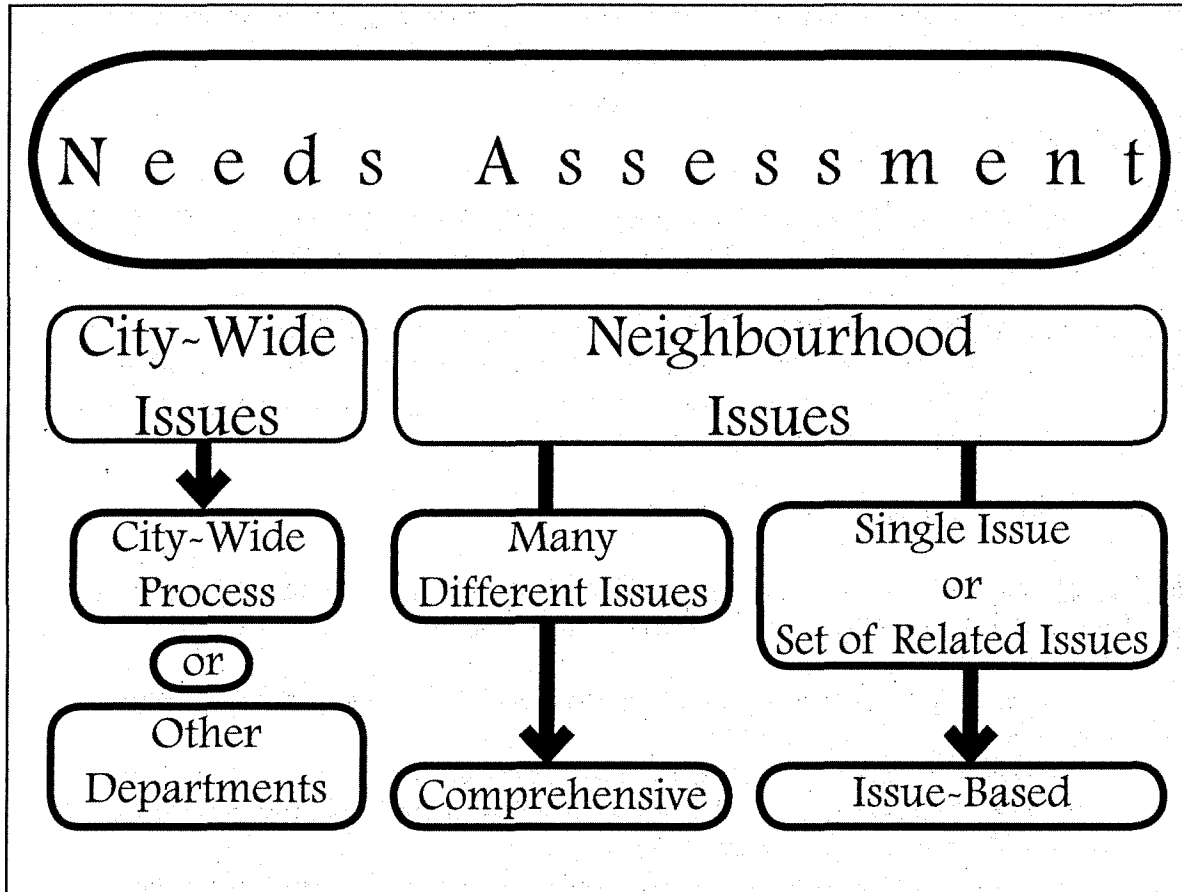 Needs Assessment
City-Wide
Issues
Neighbourhood
Issues
City-Wide
Process
or
Other
Departments
Many
Different Issues
Comprehensive
Single Issue
or
Set of Related Issues
Issue-Based